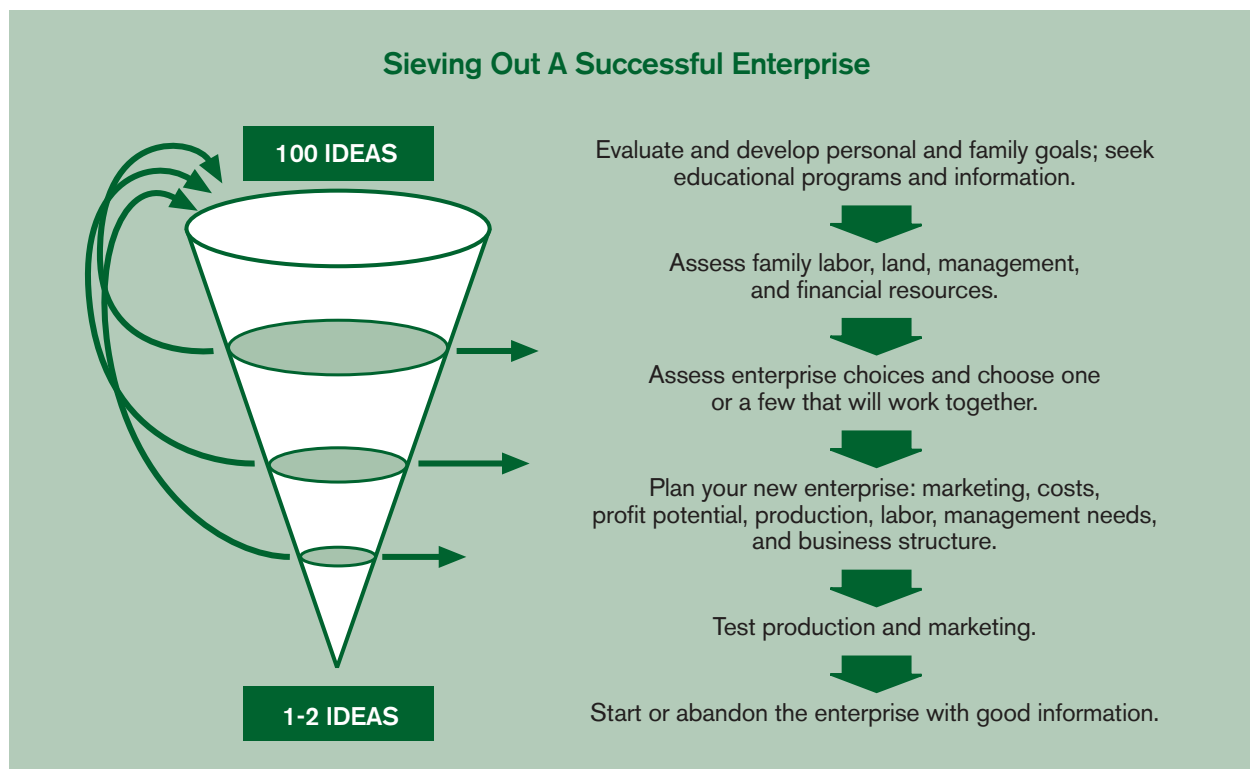 Sieving Out A Successful Enterprise
100 IDEAS
1-2 IDEAS
Evaluate and develop personal and family goals; seek
educational programs and information.
Assess family labor, land, management,
and financial resources.
Assess enterprise choices and choose one
or a few that will work together.
Plan your new enterprise: marketing, costs,
profit potential, production, labor, management needs,
and business structure.
Test production and marketing.
Start or abandon the enterprise with good information.